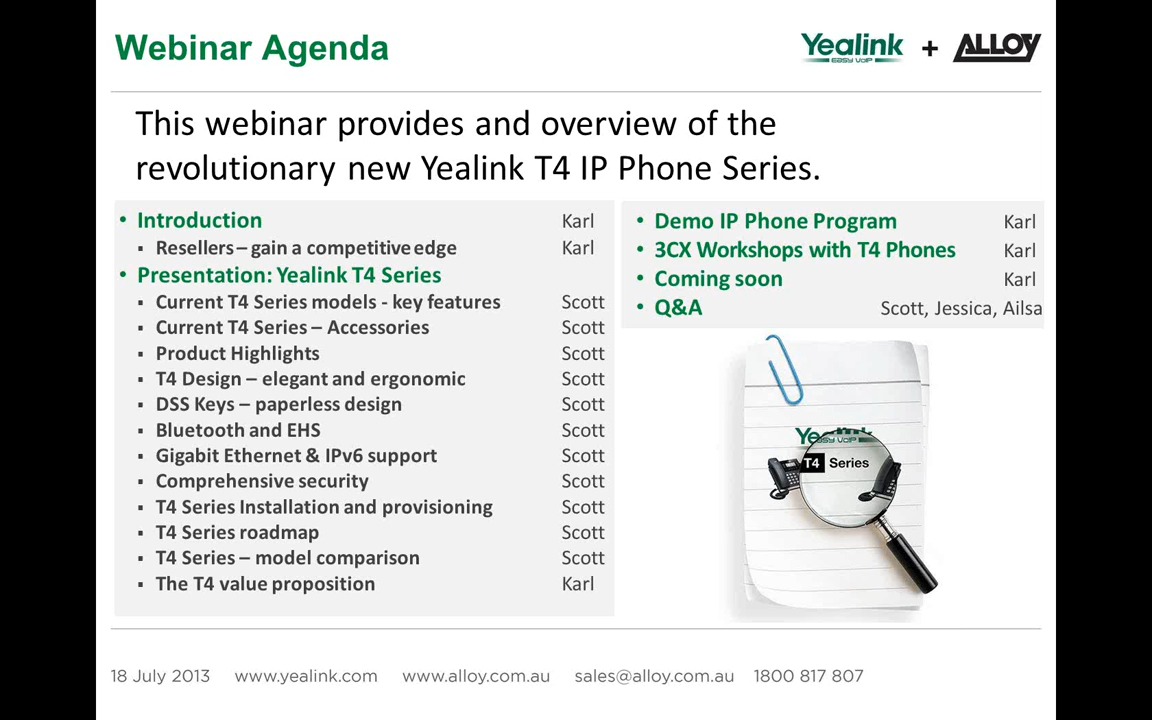 Webinar Agenda
Yealink + ALLOY
EASY VOIP
This webinar provides and overview of the
revolutionary new Yealink T4 IP Phone Series.
• Introduction Karl
▪ Resellers – gain a competitive edge Karl
• Presentation: Yealink T4 Series
▪ Current T4 Series models - key features Scott
▪ Current T4 Series – Accessories Scott
▪ Product Highlights Scott
▪ T4 Design – elegant and ergonomic Scott
▪ DSS Keys – paperless design Scott
▪ Bluetooth and EHS Scott
▪ Gigabit Ethernet & IPv6 support Scott
▪ Comprehensive security Scott
▪ T4 Series Installation and provisioning Scott
▪ T4 Series roadmap Scott
▪ T4 Series – model comparison Scott
▪ The T4 value proposition Karl
• Demo IP Phone Program Karl
• 3CX Workshops with T4 Phones Karl
• Coming soon Karl
• Q&A Scott, Jessica, Ailsa
EASY VOIP
T4 Series
18 July 2013 www.yealink.com www.alloy.com.au sales@alloy.com.au 1800 817 807